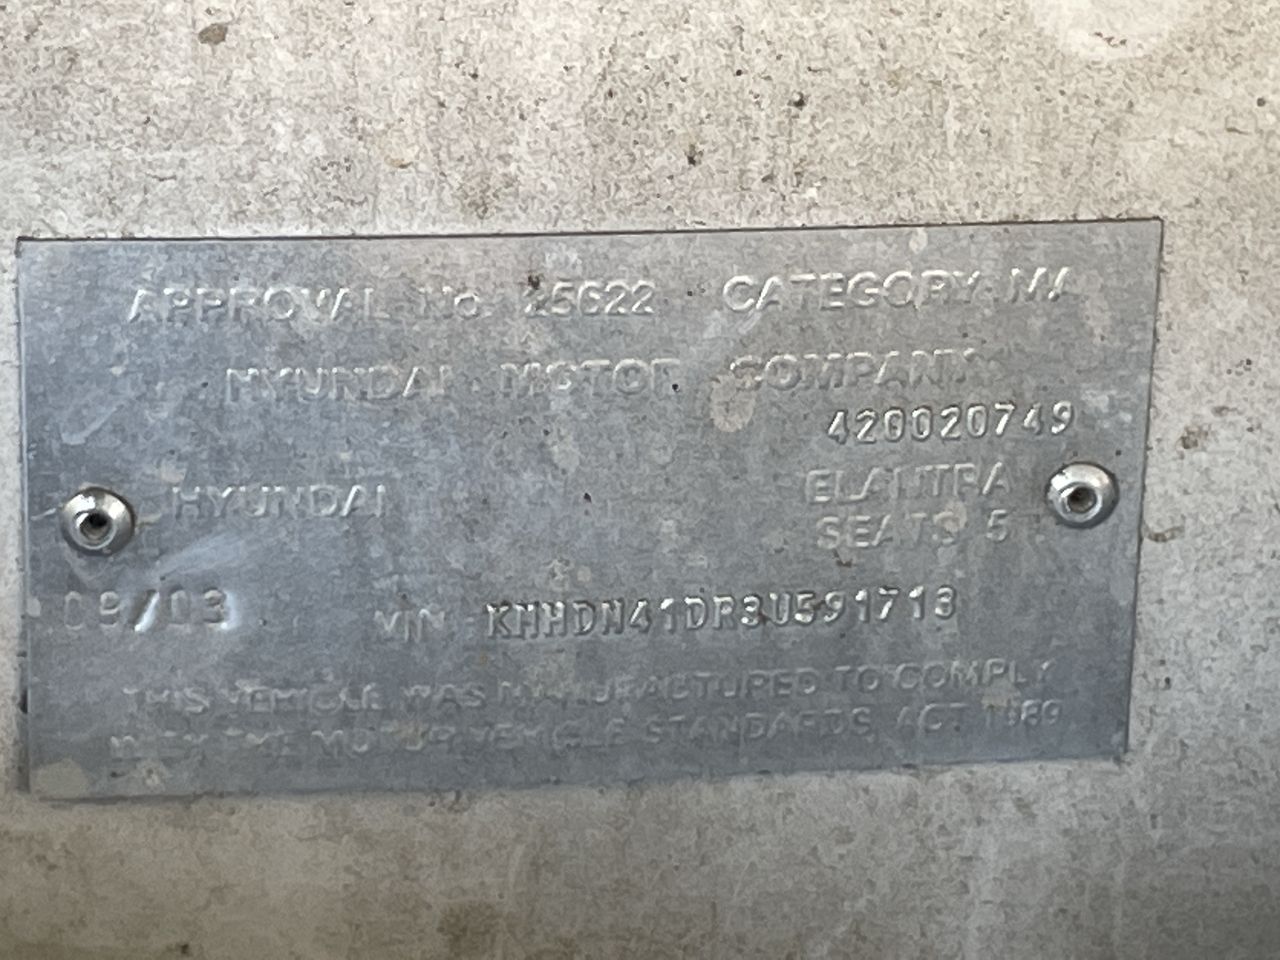 APPROVAL No. 25622 CATEGORY MA
HYUNDAI MOTOR COMPANY
420020749
HYUNDAI ELANTRA
SEATS 5
09/03 VIN KMHDN41DR3U591718
THIS VEHICLE WAS MANUFACTURED TO COMPLY
WITH THE MOTOR VEHICLE STANDARDS ACT 1989